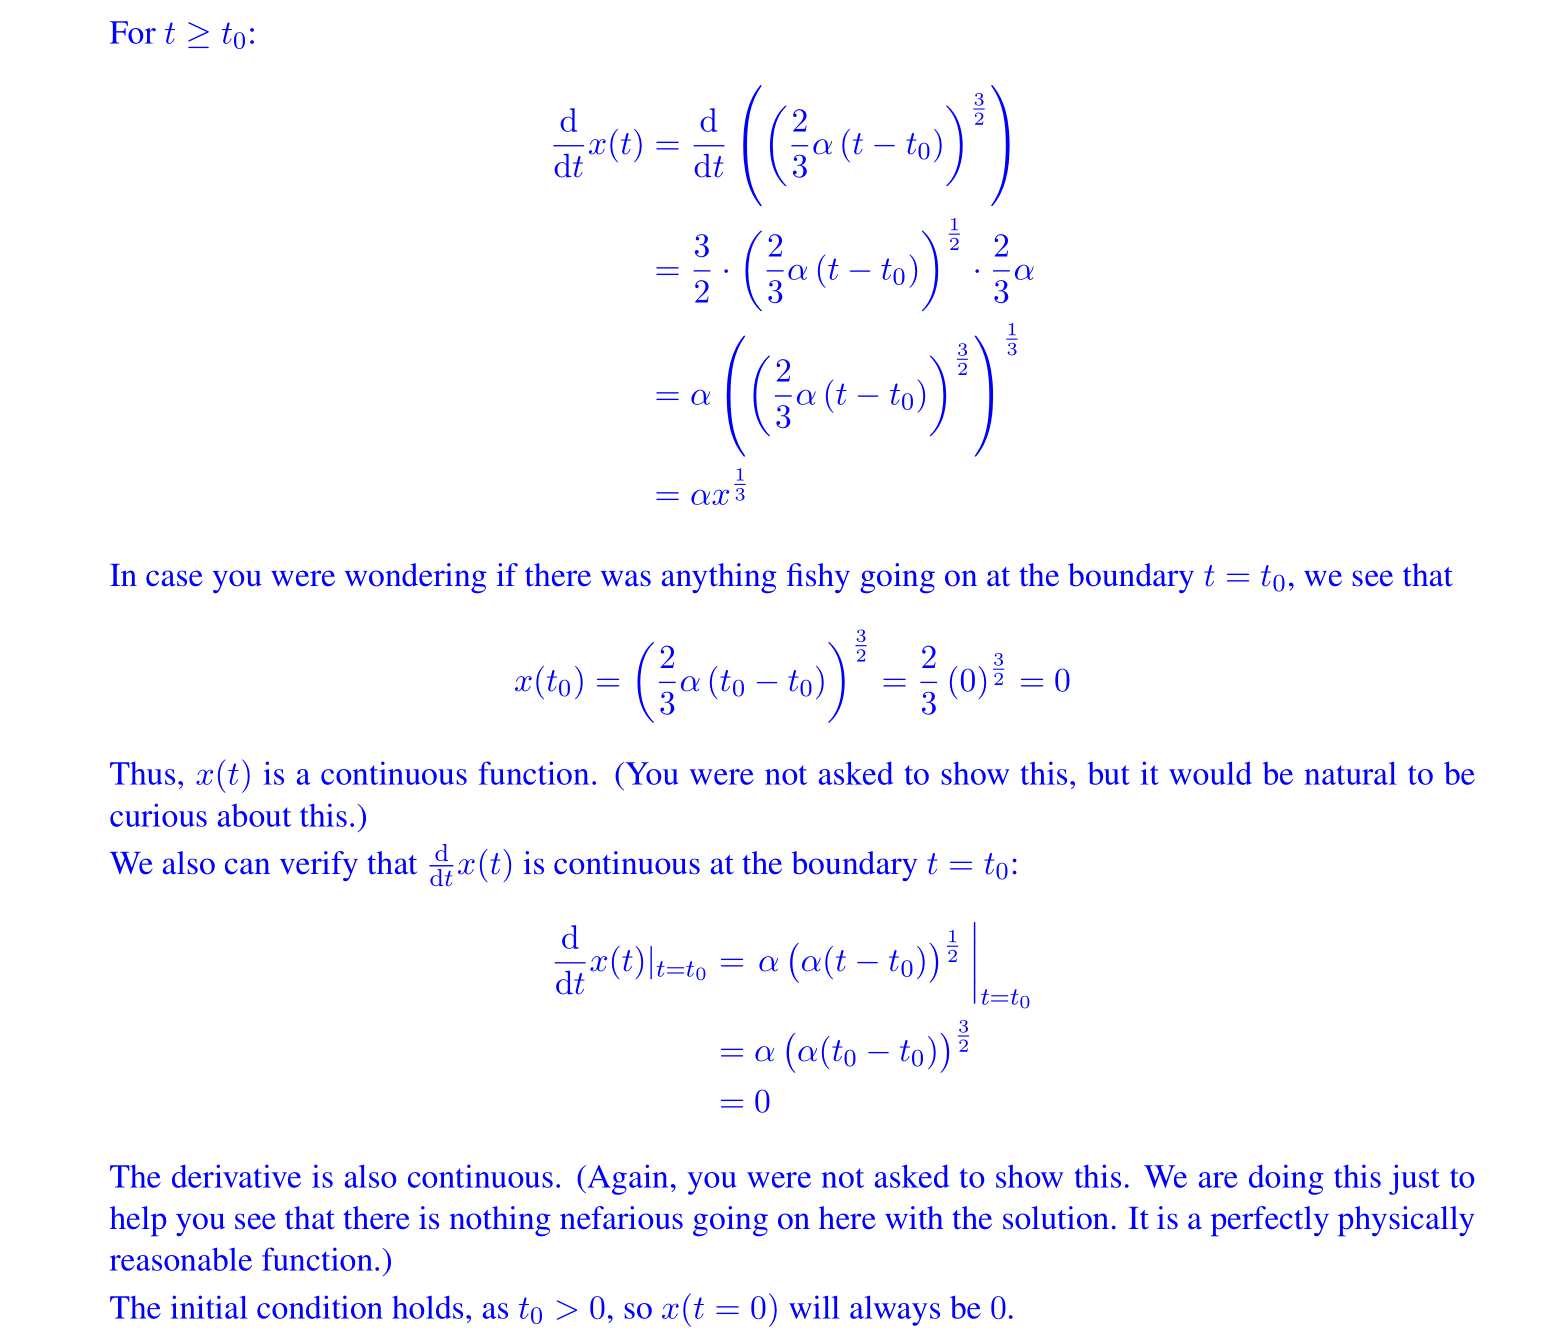 For $t \geq t_0$:
$\frac{\mathrm{d}}{\mathrm{d}t}x(t) = \frac{\mathrm{d}}{\mathrm{d}t}\left(\left(\frac{2}{3}\alpha\,(t-t_0)\right)^{\frac{3}{2}}\right)$
$= \frac{3}{2}\cdot\left(\frac{2}{3}\alpha\,(t-t_0)\right)^{\frac{1}{2}}\cdot\frac{2}{3}\alpha$
$= \alpha\left(\left(\frac{2}{3}\alpha\,(t-t_0)\right)^{\frac{3}{2}}\right)^{\frac{1}{3}}$
$= \alpha x^{\frac{1}{3}}$
In case you were wondering if there was anything fishy going on at the boundary $t = t_0$, we see that
$x(t_0) = \left(\frac{2}{3}\alpha\,(t_0-t_0)\right)^{\frac{3}{2}} = \frac{2}{3}\,(0)^{\frac{3}{2}} = 0$
Thus, $x(t)$ is a continuous function. (You were not asked to show this, but it would be natural to be
curious about this.)
We also can verify that $\frac{\mathrm{d}}{\mathrm{d}t}x(t)$ is continuous at the boundary $t = t_0$:
$\frac{\mathrm{d}}{\mathrm{d}t}x(t)|_{t=t_0} = \alpha\left(\alpha(t-t_0)\right)^{\frac{1}{2}}\Big|_{t=t_0}$
$= \alpha\left(\alpha(t_0-t_0)\right)^{\frac{3}{2}}$
$= 0$
The derivative is also continuous. (Again, you were not asked to show this. We are doing this just to
help you see that there is nothing nefarious going on here with the solution. It is a perfectly physically
reasonable function.)
The initial condition holds, as $t_0 > 0$, so $x(t = 0)$ will always be $0$.